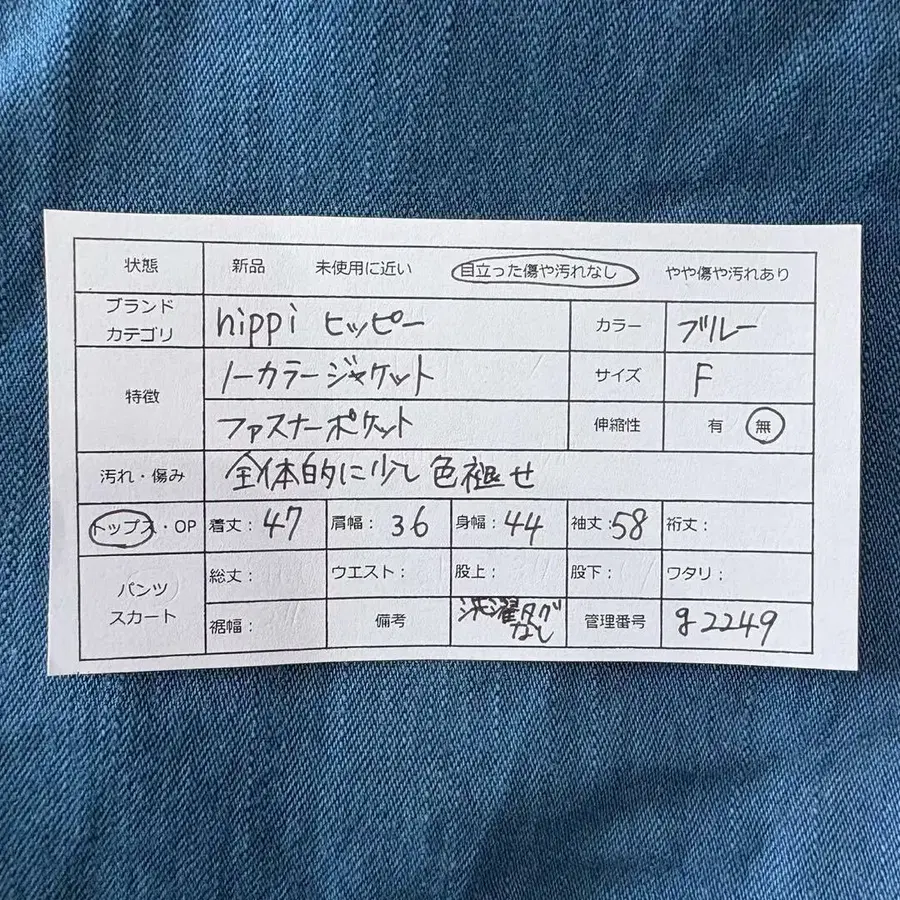 状態 新品 未使用に近い 目立った傷や汚れなし やや傷や汚れあり
ブランド カテゴリ hippi ヒッピー カラー ブルー
特徴 ノーカラージャケット サイズ F
ファスナーポケット 伸縮性 有 無
汚れ・傷み 全体的に少し色褪せ
トップス・OP 着丈: 47 肩幅: 36 身幅: 44 袖丈: 58 裄丈:
パンツ スカート 総丈: ウエスト: 股上: 股下: ワタリ:
裾幅: 備考 洗濯タグなし 管理番号 g2249